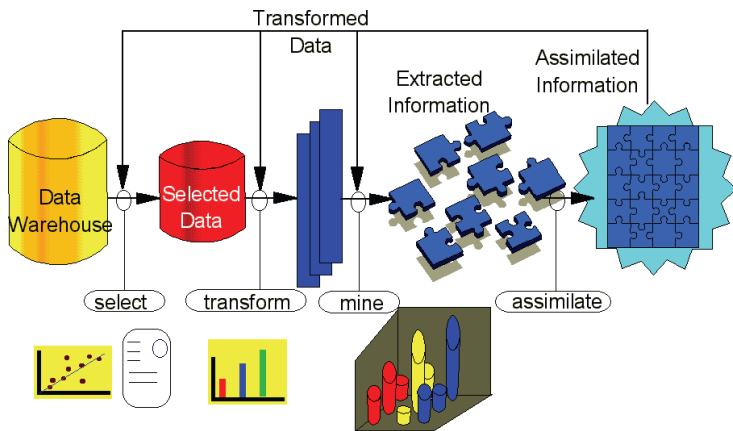 Transformed
Data
Assimilated
Information
Extracted
Information
Data
Warehouse
Selected
Data
select
transform
mine
assimilate